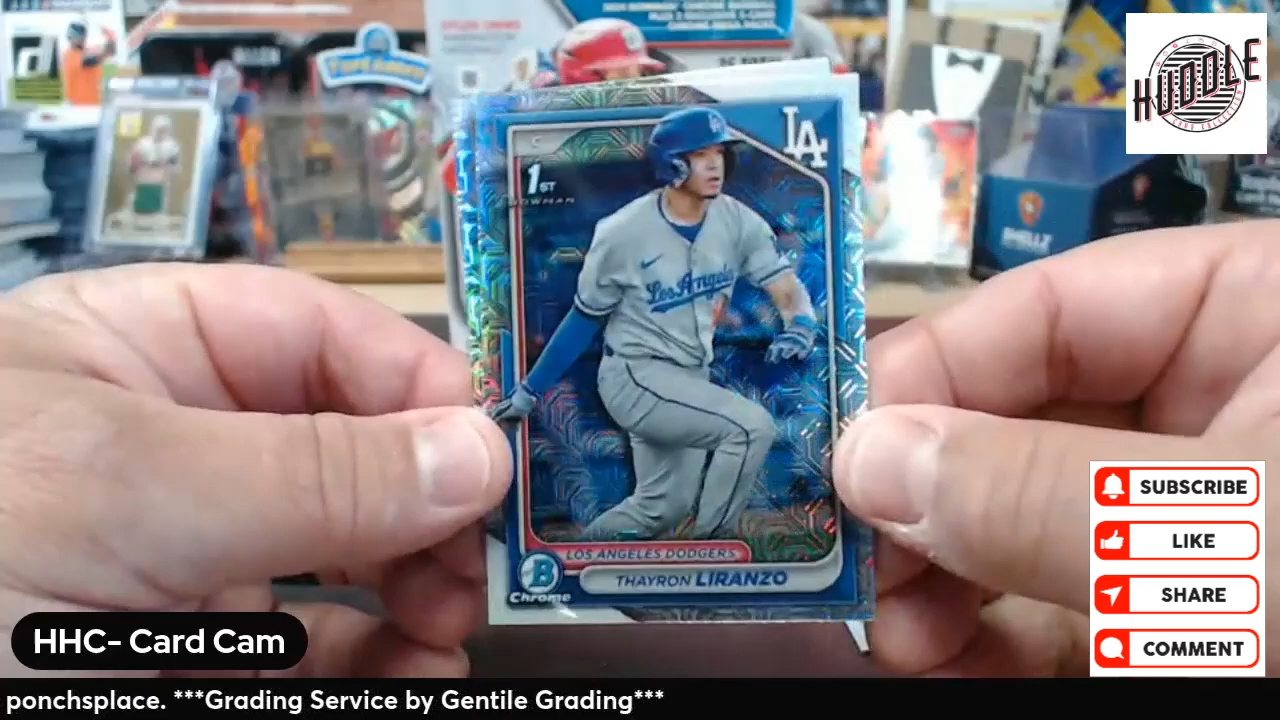 HUDDLE
LA
1ST
BOWMAN
Los Angeles
LOS ANGELES DODGERS
THAYRON LIRANZO
B
Chrome
SUBSCRIBE
LIKE
SHARE
COMMENT
HHC- Card Cam
ponchsplace. ***Grading Service by Gentile Grading***